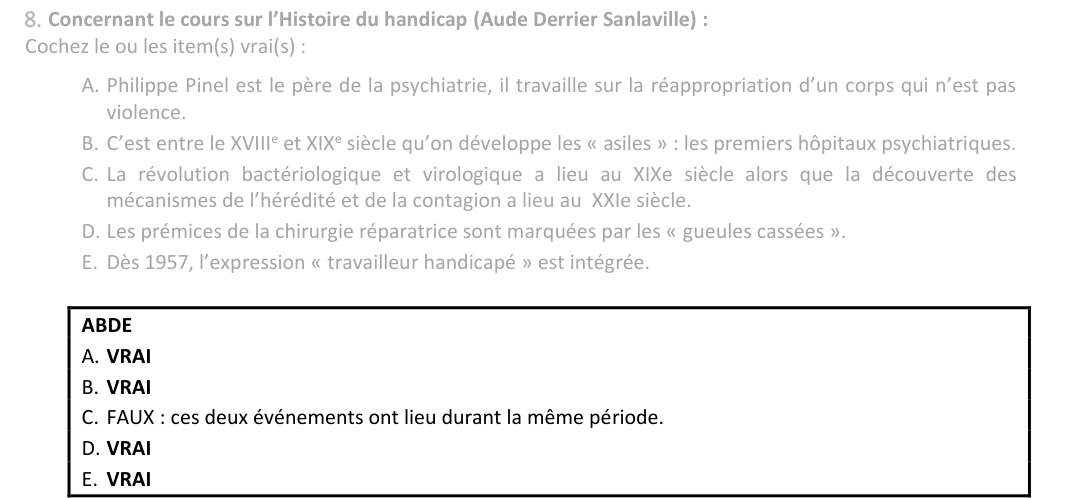 8. Concernant le cours sur l’Histoire du handicap (Aude Derrier Sanlaville) :
Cochez le ou les item(s) vrai(s) :
A. Philippe Pinel est le père de la psychiatrie, il travaille sur la réappropriation d’un corps qui n’est pas
violence.
B. C’est entre le XVIIIe et XIXe siècle qu’on développe les « asiles » : les premiers hôpitaux psychiatriques.
C. La révolution bactériologique et virologique a lieu au XIXe siècle alors que la découverte des
mécanismes de l’hérédité et de la contagion a lieu au XXIe siècle.
D. Les prémices de la chirurgie réparatrice sont marquées par les « gueules cassées ».
E. Dès 1957, l’expression « travailleur handicapé » est intégrée.
ABDE
A. VRAI
B. VRAI
C. FAUX : ces deux événements ont lieu durant la même période.
D. VRAI
E. VRAI